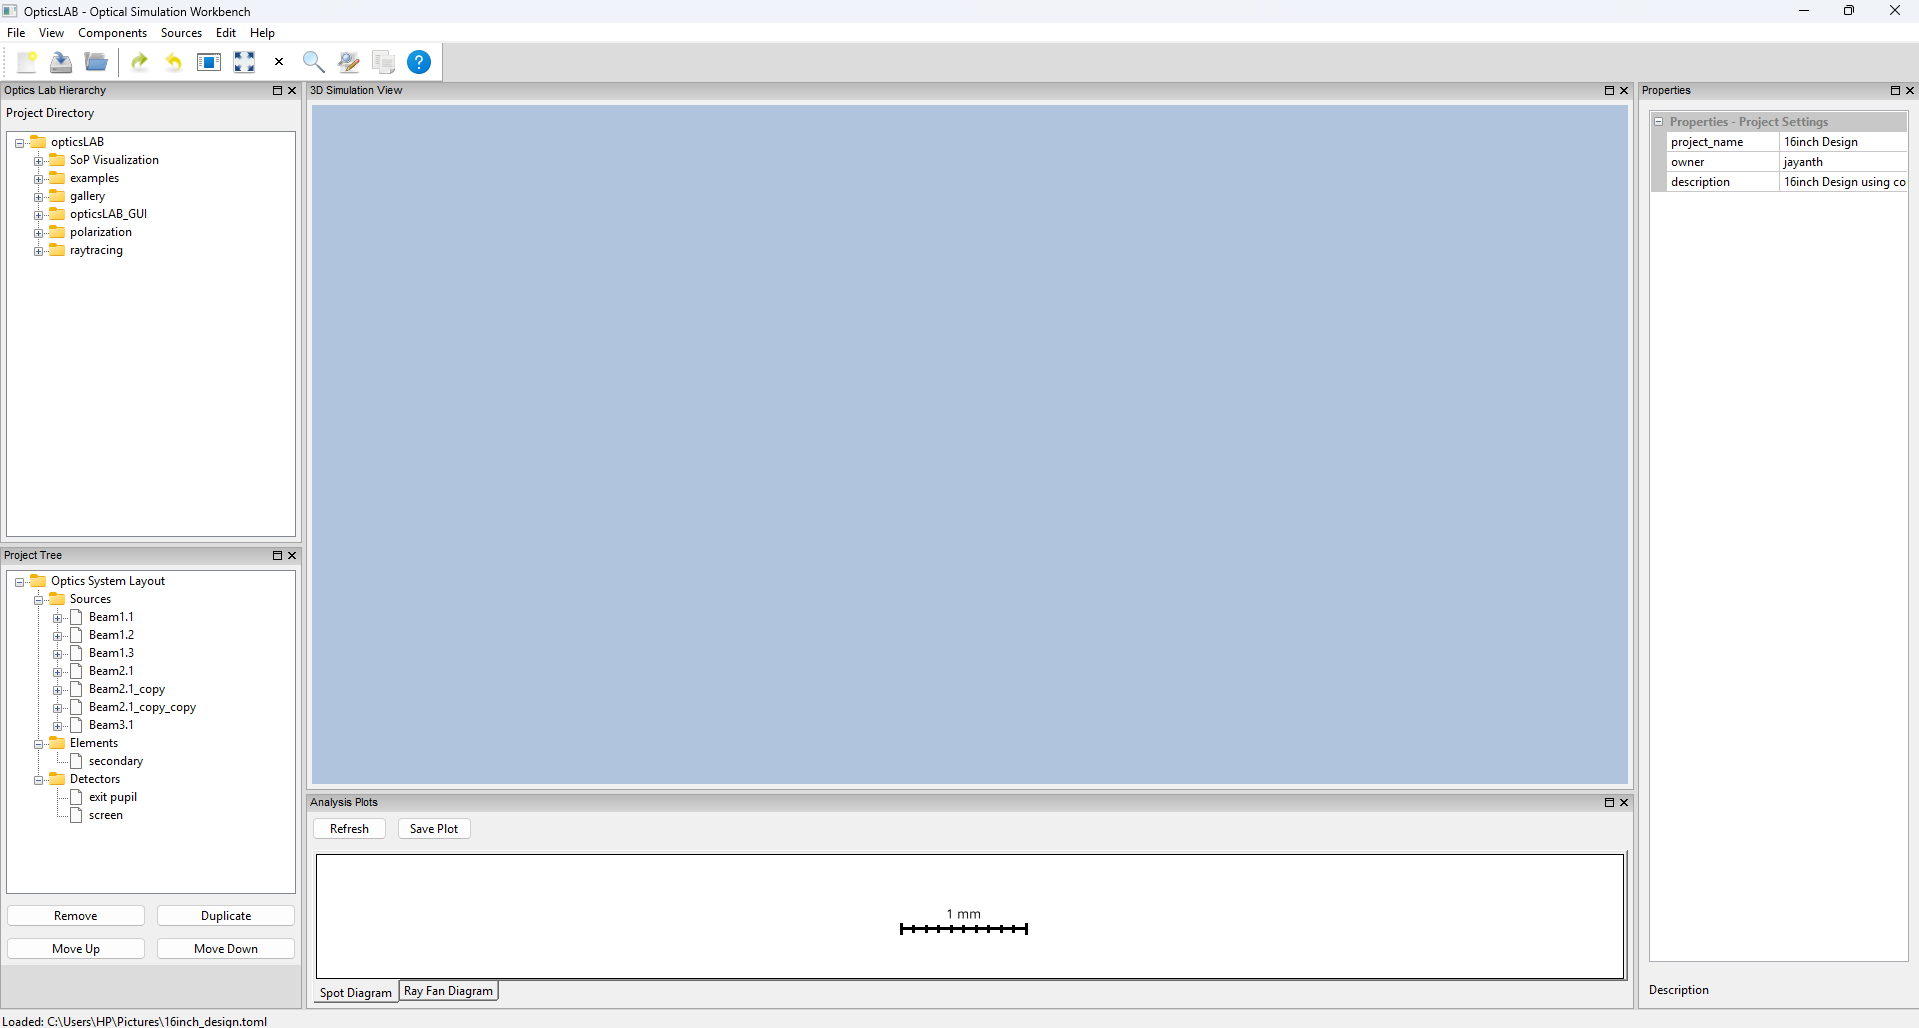 OpticsLAB - Optical Simulation Workbench
File View Components Sources Edit Help
Optics Lab Hierarchy
Project Directory
opticsLAB
SoP Visualization
examples
gallery
opticsLAB_GUI
polarization
raytracing
Project Tree
Optics System Layout
Sources
Beam1.1
Beam1.2
Beam1.3
Beam2.1
Beam2.1_copy
Beam2.1_copy_copy
Beam3.1
Elements
secondary
Detectors
exit pupil
screen
Remove Duplicate
Move Up Move Down
3D Simulation View
Analysis Plots
Refresh Save Plot
1 mm
Spot Diagram Ray Fan Diagram
Properties
Properties - Project Settings
project_name 16inch Design
owner jayanth
description 16inch Design using co
Description
Loaded: C:\Users\HP\Pictures\16inch_design.toml